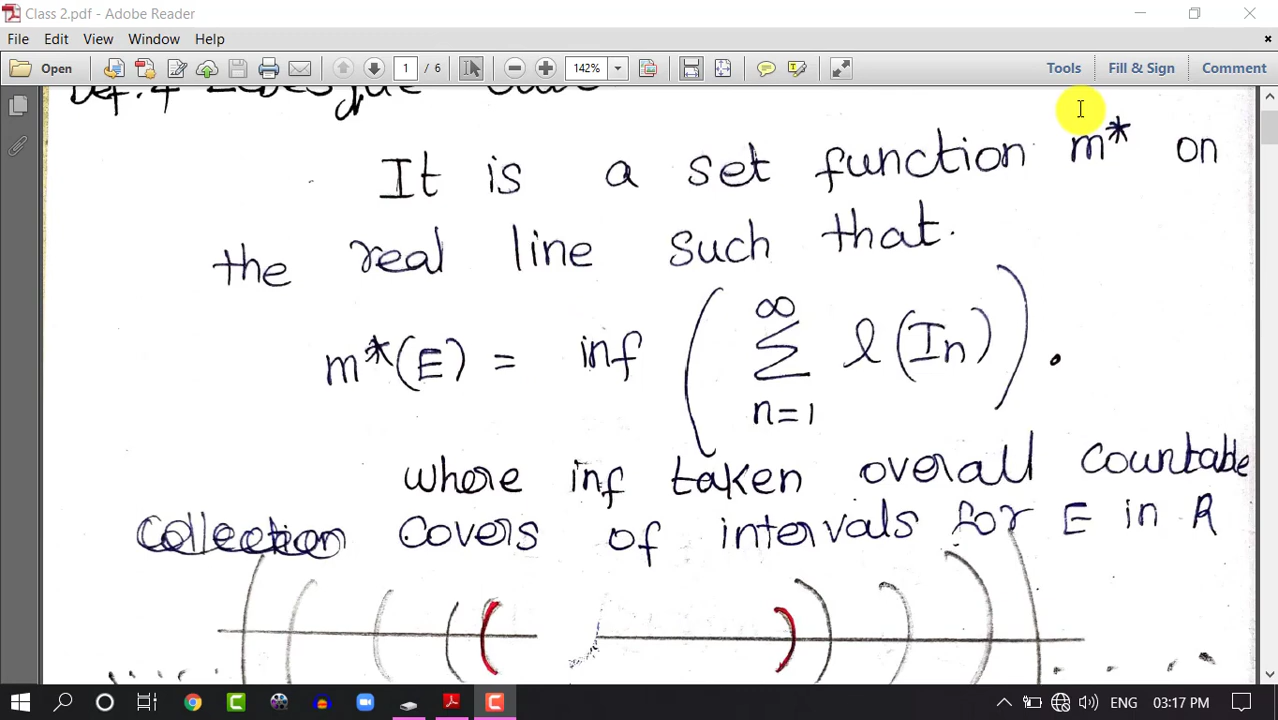 Class 2.pdf - Adobe Reader
File Edit View Window Help
Open 1 / 6 142% Tools Fill & Sign Comment
Def.4
It is a set function m* on
the real line such that.
m*(E) = inf ( ∞ Σ n=1 l(In) ).
where inf taken overall countable
covers of intervals for E in R
ENG 03:17 PM